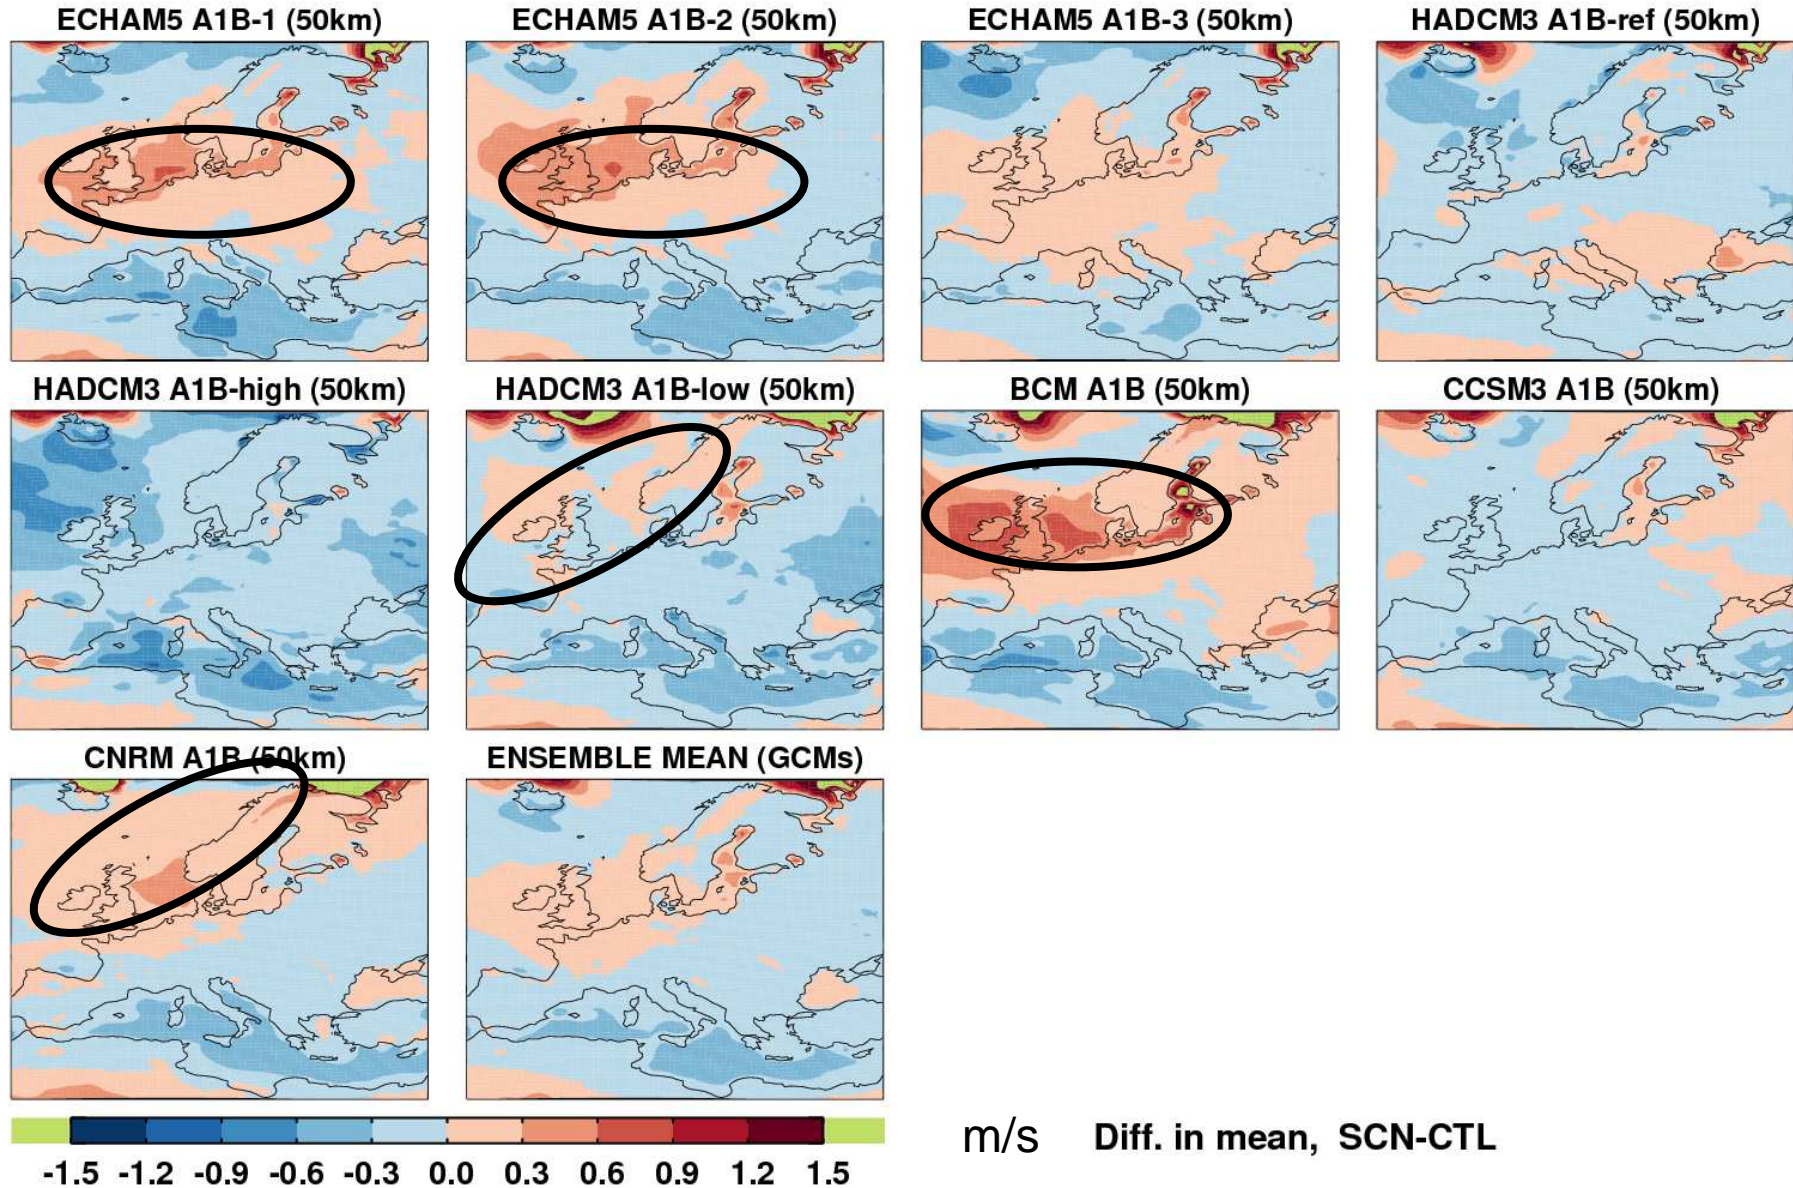 ECHAM5 A1B-1 (50km)
ECHAM5 A1B-2 (50km)
ECHAM5 A1B-3 (50km)
HADCM3 A1B-ref (50km)
HADCM3 A1B-high (50km)
HADCM3 A1B-low (50km)
BCM A1B (50km)
CCSM3 A1B (50km)
CNRM A1B (50km)
ENSEMBLE MEAN (GCMs)
-1.5 -1.2 -0.9 -0.6 -0.3 0.0 0.3 0.6 0.9 1.2 1.5
m/s Diff. in mean, SCN-CTL